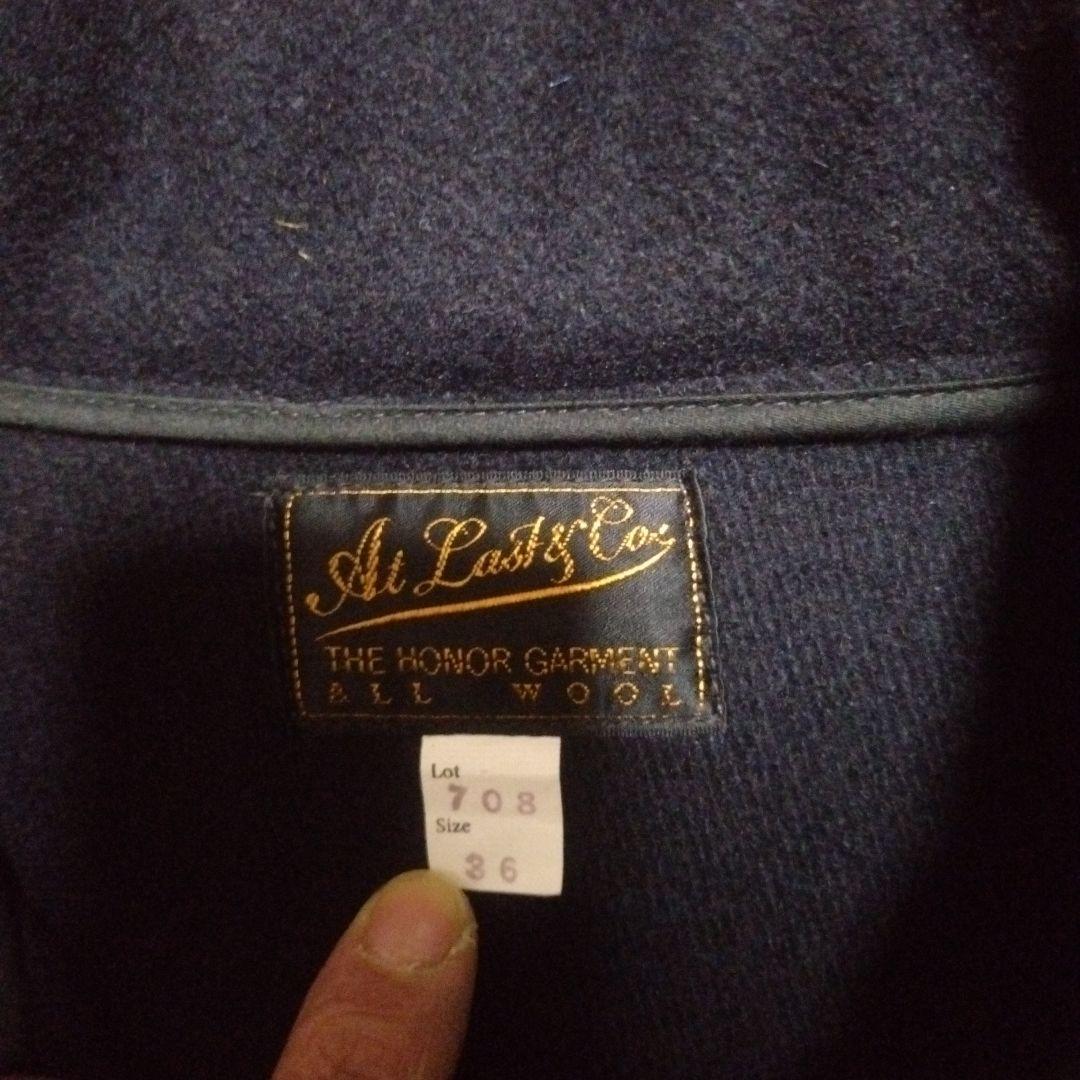 At Last & Co
THE HONOR GARMENT
ALL WOOL
Lot
708
Size
36